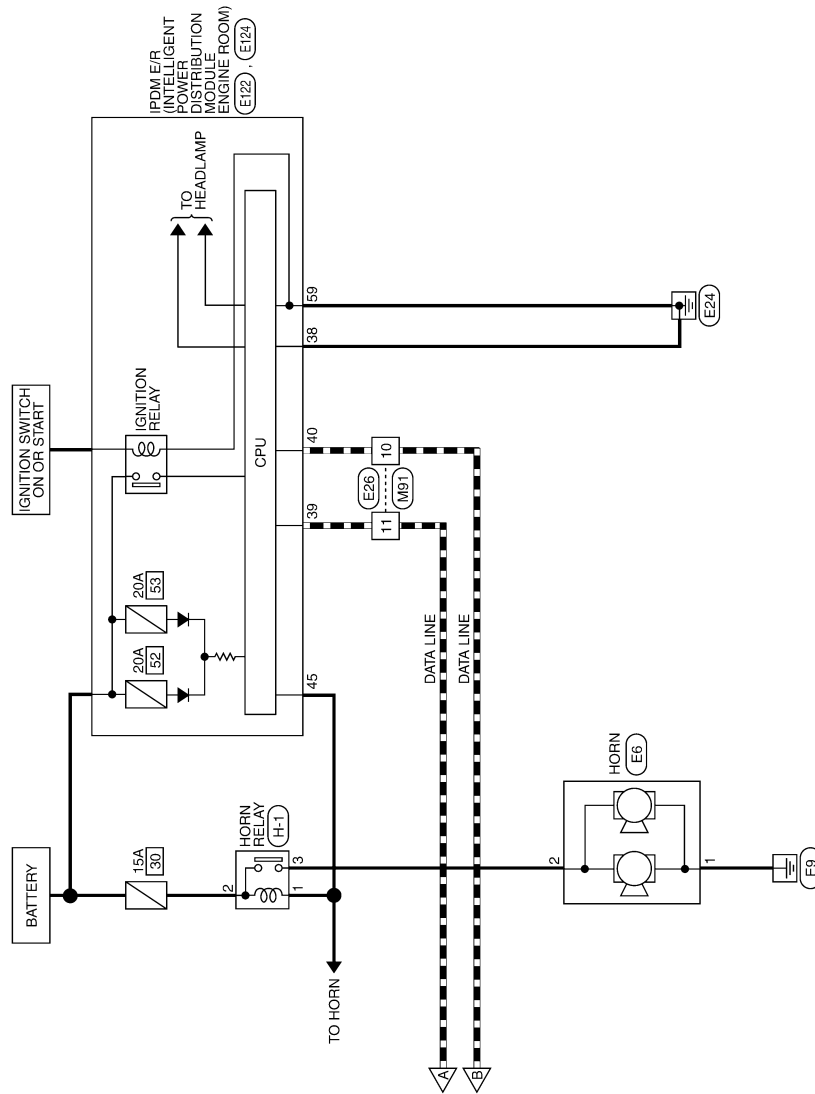 BATTERY
IGNITION SWITCH
ON OR START
15A
30
20A
52
20A
53
IGNITION
RELAY
TO
HEADLAMP
IPDM E/R
(INTELLIGENT
POWER
DISTRIBUTION
MODULE
ENGINE ROOM)
E122 , E124
HORN
RELAY
H-1
2
1
3
CPU
TO HORN
45
39
40
38
59
E26
M91
11
10
DATA LINE
DATA LINE
A
B
2
HORN
E6
1
E24
E9